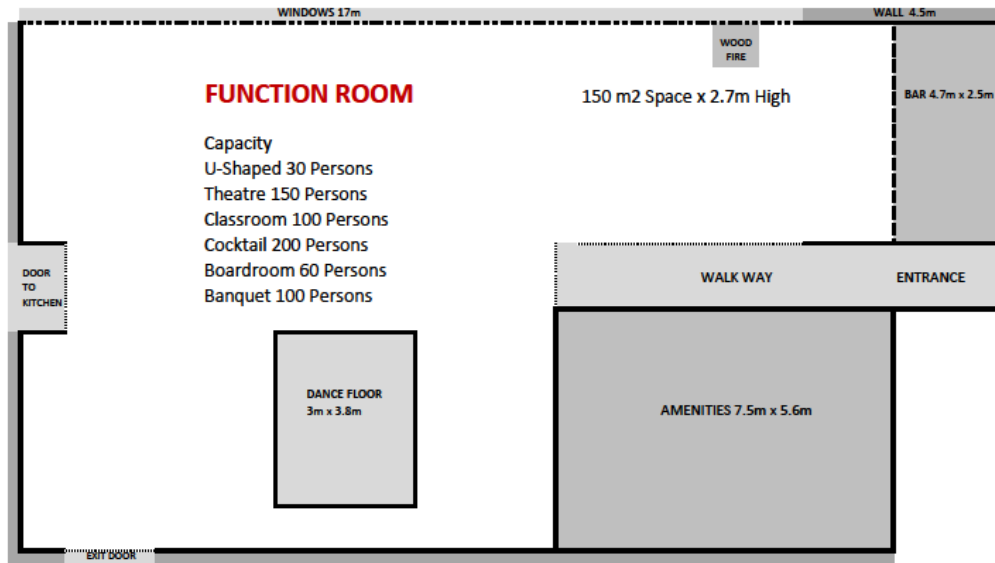 WINDOWS 17m
WALL 4.5m
WOOD
FIRE
FUNCTION ROOM
150 m2 Space x 2.7m High
BAR 4.7m x 2.5m
Capacity
U-Shaped 30 Persons
Theatre 150 Persons
Classroom 100 Persons
Cocktail 200 Persons
Boardroom 60 Persons
Banquet 100 Persons
DOOR
TO
KITCHEN
WALK WAY
ENTRANCE
DANCE FLOOR
3m x 3.8m
AMENITIES 7.5m x 5.6m
EXIT DOOR